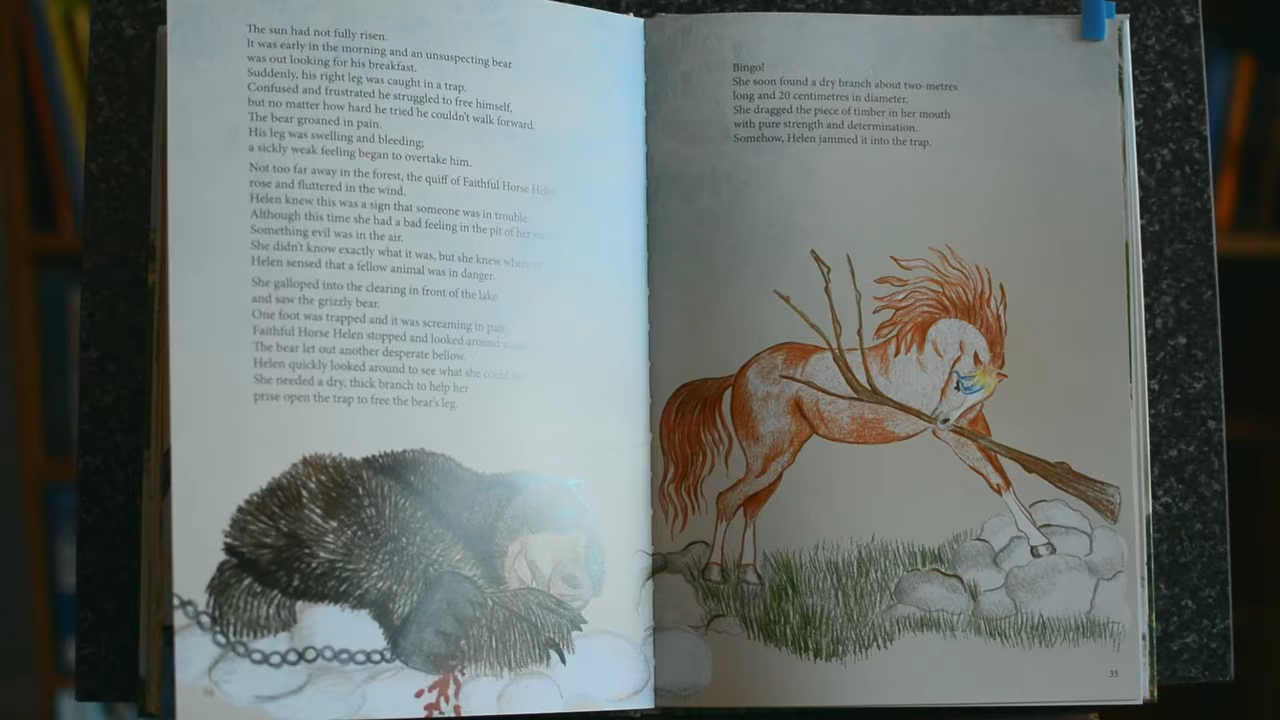 The sun had not fully risen.
It was early in the morning and an unsuspecting bear
was out looking for his breakfast.
Suddenly, his right leg was caught in a trap.
Confused and frustrated he struggled to free himself,
but no matter how hard he tried he couldn't walk forward.
The bear groaned in pain.
His leg was swelling and bleeding;
a sickly weak feeling began to overtake him.
Not too far away in the forest, the quiff of Faithful Horse Helen
rose and fluttered in the wind.
Helen knew this was a sign that someone was in trouble
Although this time she had a bad feeling in the pit of her
Something evil was in the air.
She didn't know exactly what it was, but she knew where
Helen sensed that a fellow animal was in danger.
She galloped into the clearing in front of the lake
and saw the grizzly bear.
One foot was trapped and it was screaming in pain
Faithful Horse Helen stopped and looked around
The bear let out another desperate bellow.
Helen quickly looked around to see what she could
She needed a dry, thick branch to help her
prise open the trap to free the bear's leg.
Bingo!
She soon found a dry branch about two-metres
long and 20 centimetres in diameter.
She dragged the piece of timber in her mouth
with pure strength and determination.
Somehow, Helen jammed it into the trap.
35